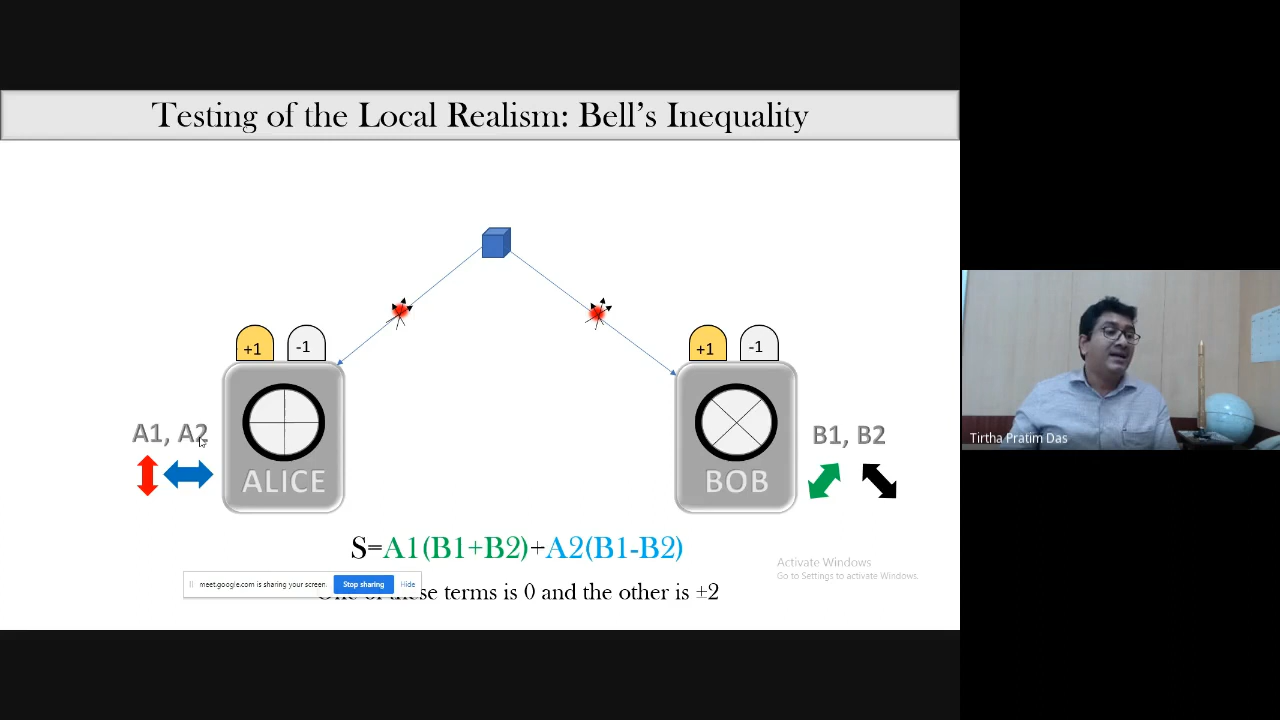 Testing of the Local Realism: Bell's Inequality
+1
-1
+1
-1
A1, A2
B1, B2
ALICE
BOB
Tirtha Pratim Das
S=A1(B1+B2)+A2(B1-B2)
Activate Windows
Go to Settings to activate Windows.
meet.google.com is sharing your screen.
Stop sharing
Hide
terms is 0 and the other is ±2